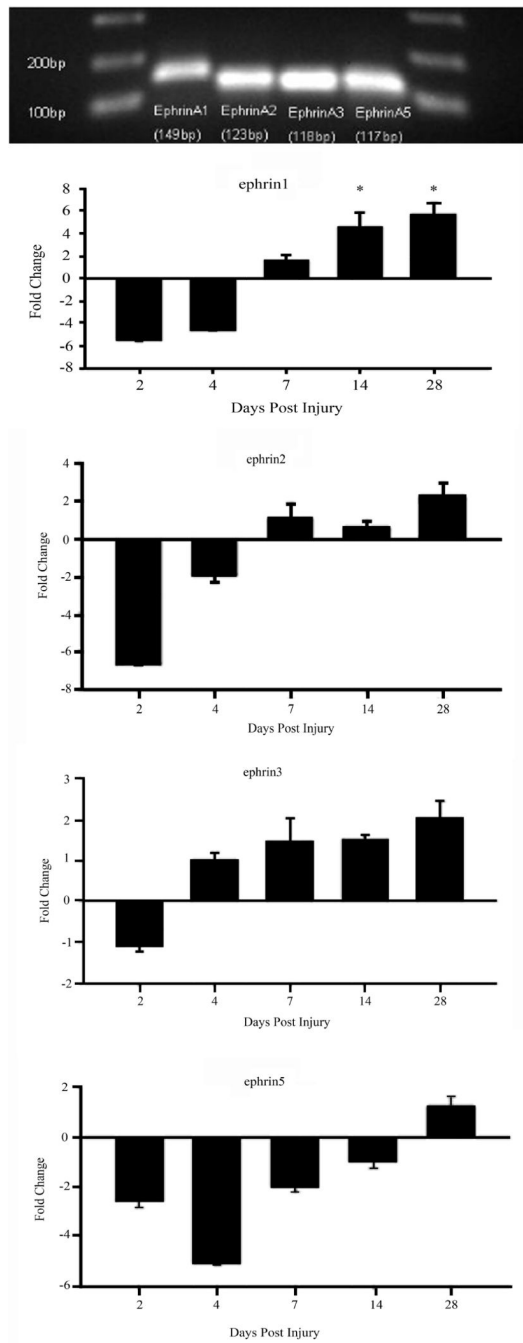 200bp
100bp
EphrinA1 EphrinA2 EphrinA3 EphrinA5
(149bp) (123bp) (118bp) (117bp)
ephrin1
8
6
4
2
0
-2
-4
-6
-8
Fold Change
* *
2 4 7 14 28
Days Post Injury
ephrin2
4
2
0
-2
-4
-6
-8
Fold Change
2 4 7 14 28
Days Post Injury
ephrin3
3
2
1
0
-1
-2
Fold Change
2 4 7 14 28
Days Post Injury
ephrin5
2
0
-2
-4
-6
Fold Change
2 4 7 14 28
Days Post Injury